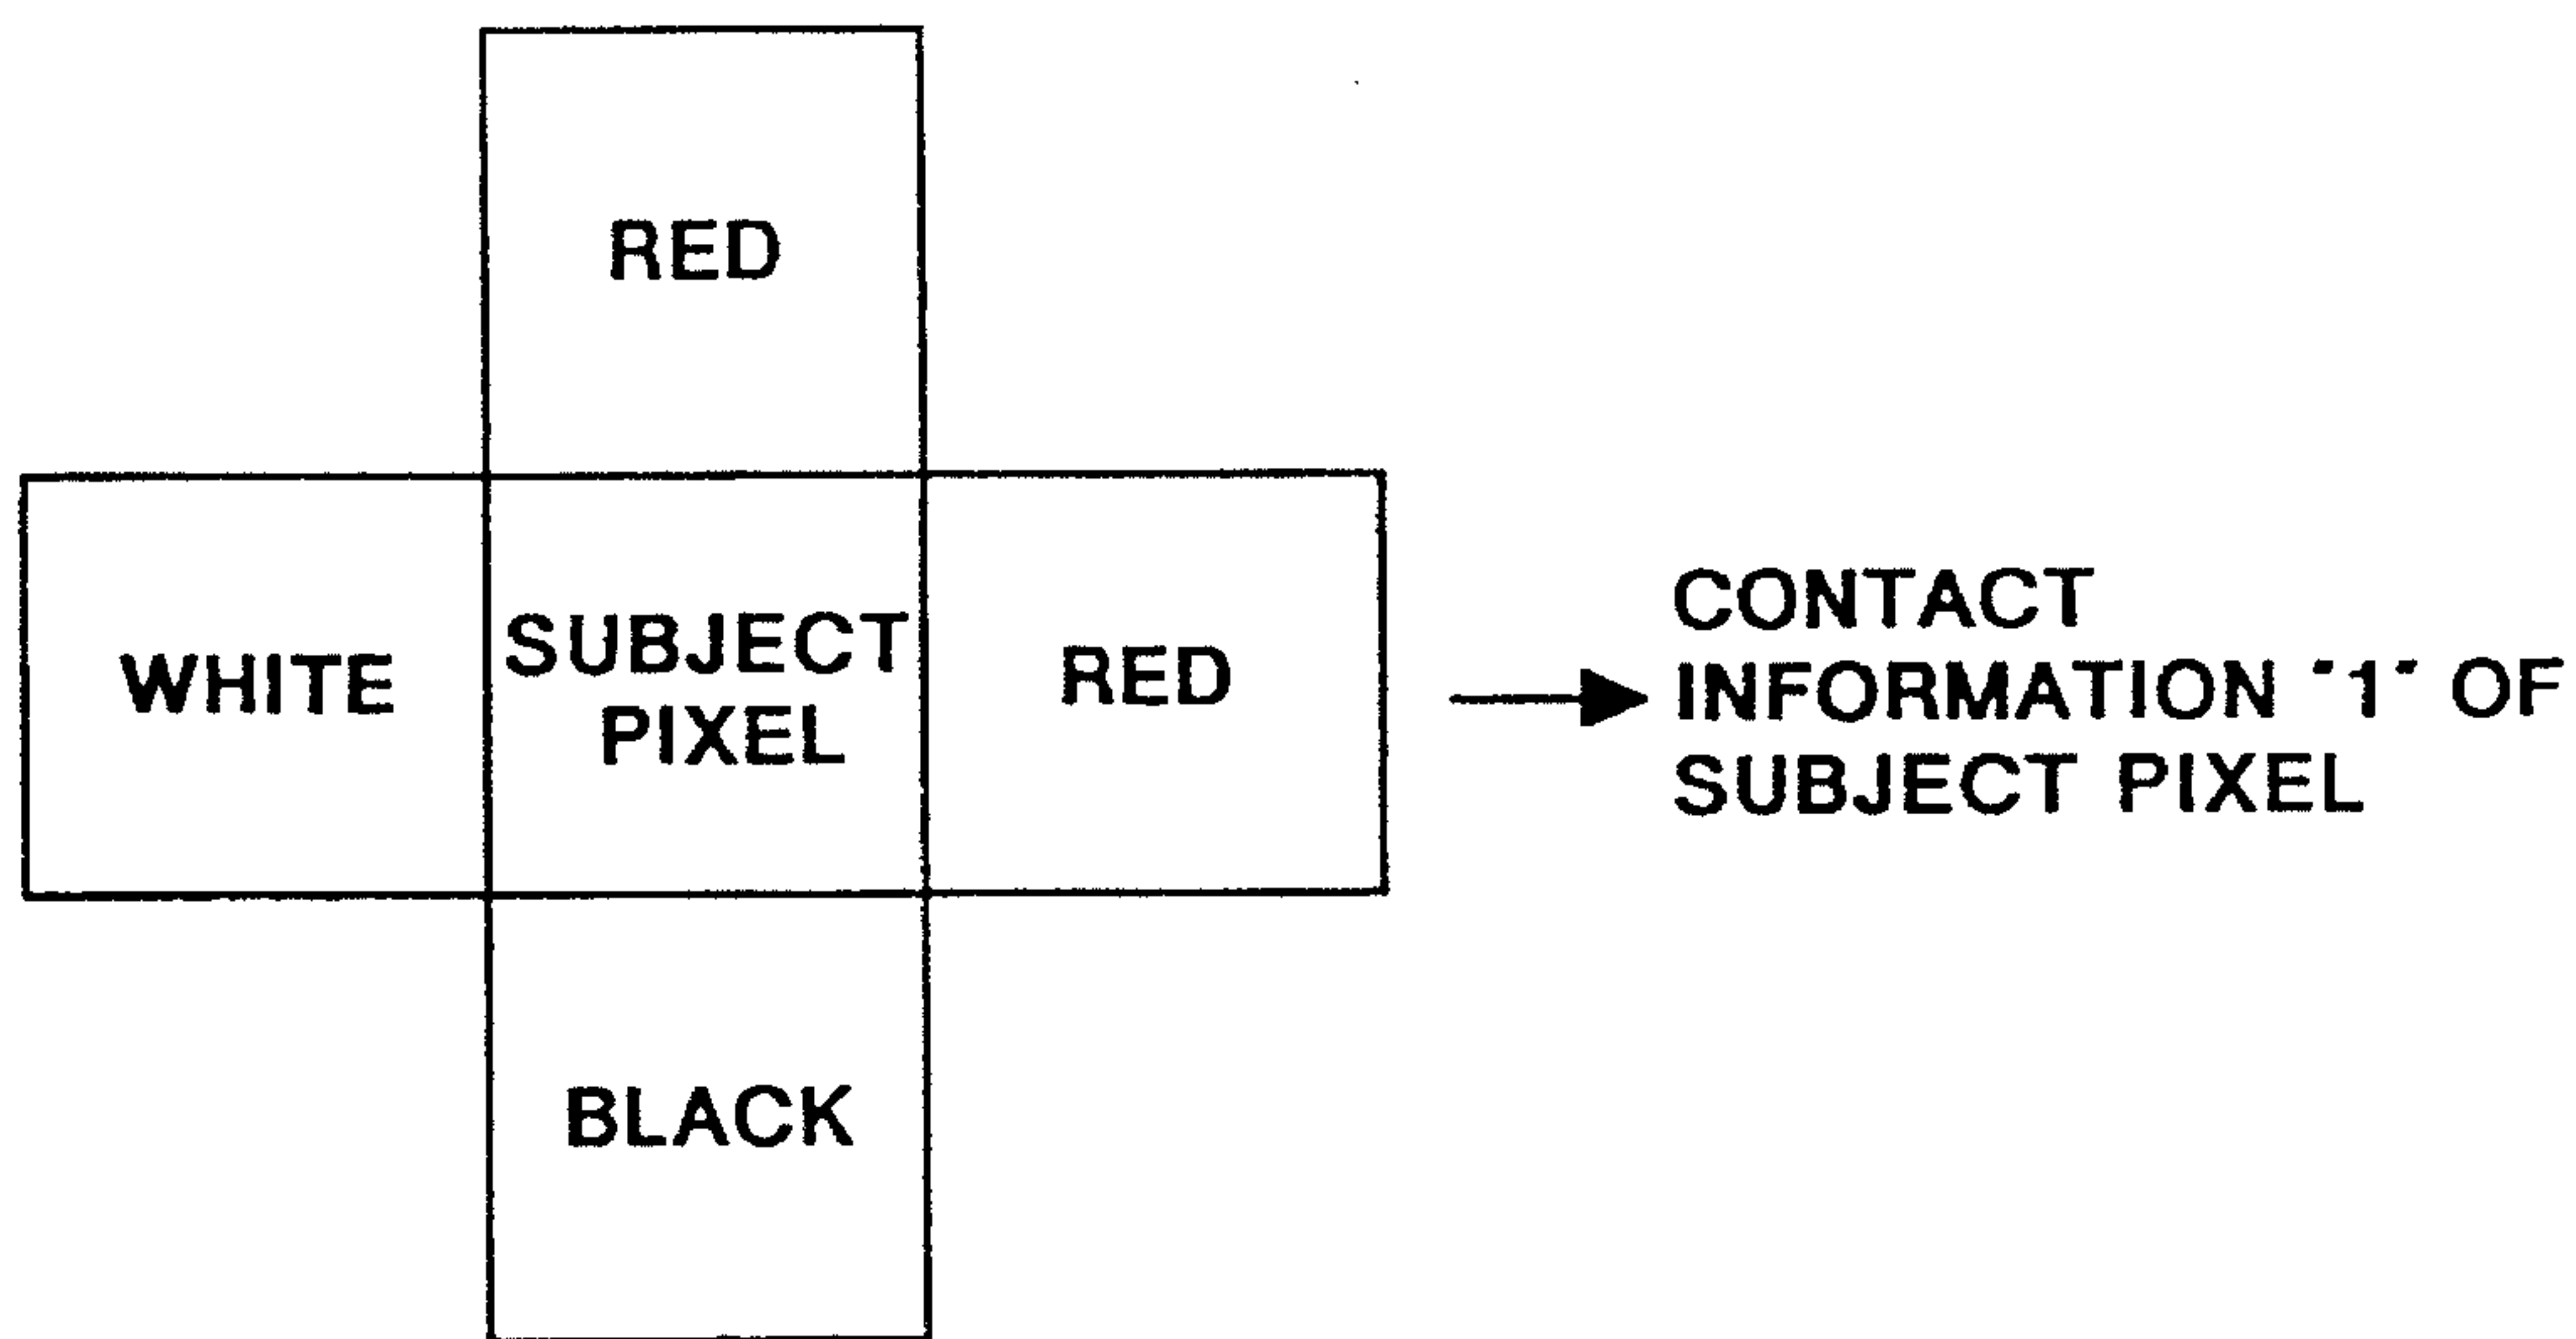 RED
WHITE
SUBJECT
PIXEL
RED
BLACK
CONTACT
INFORMATION "1" OF
SUBJECT PIXEL